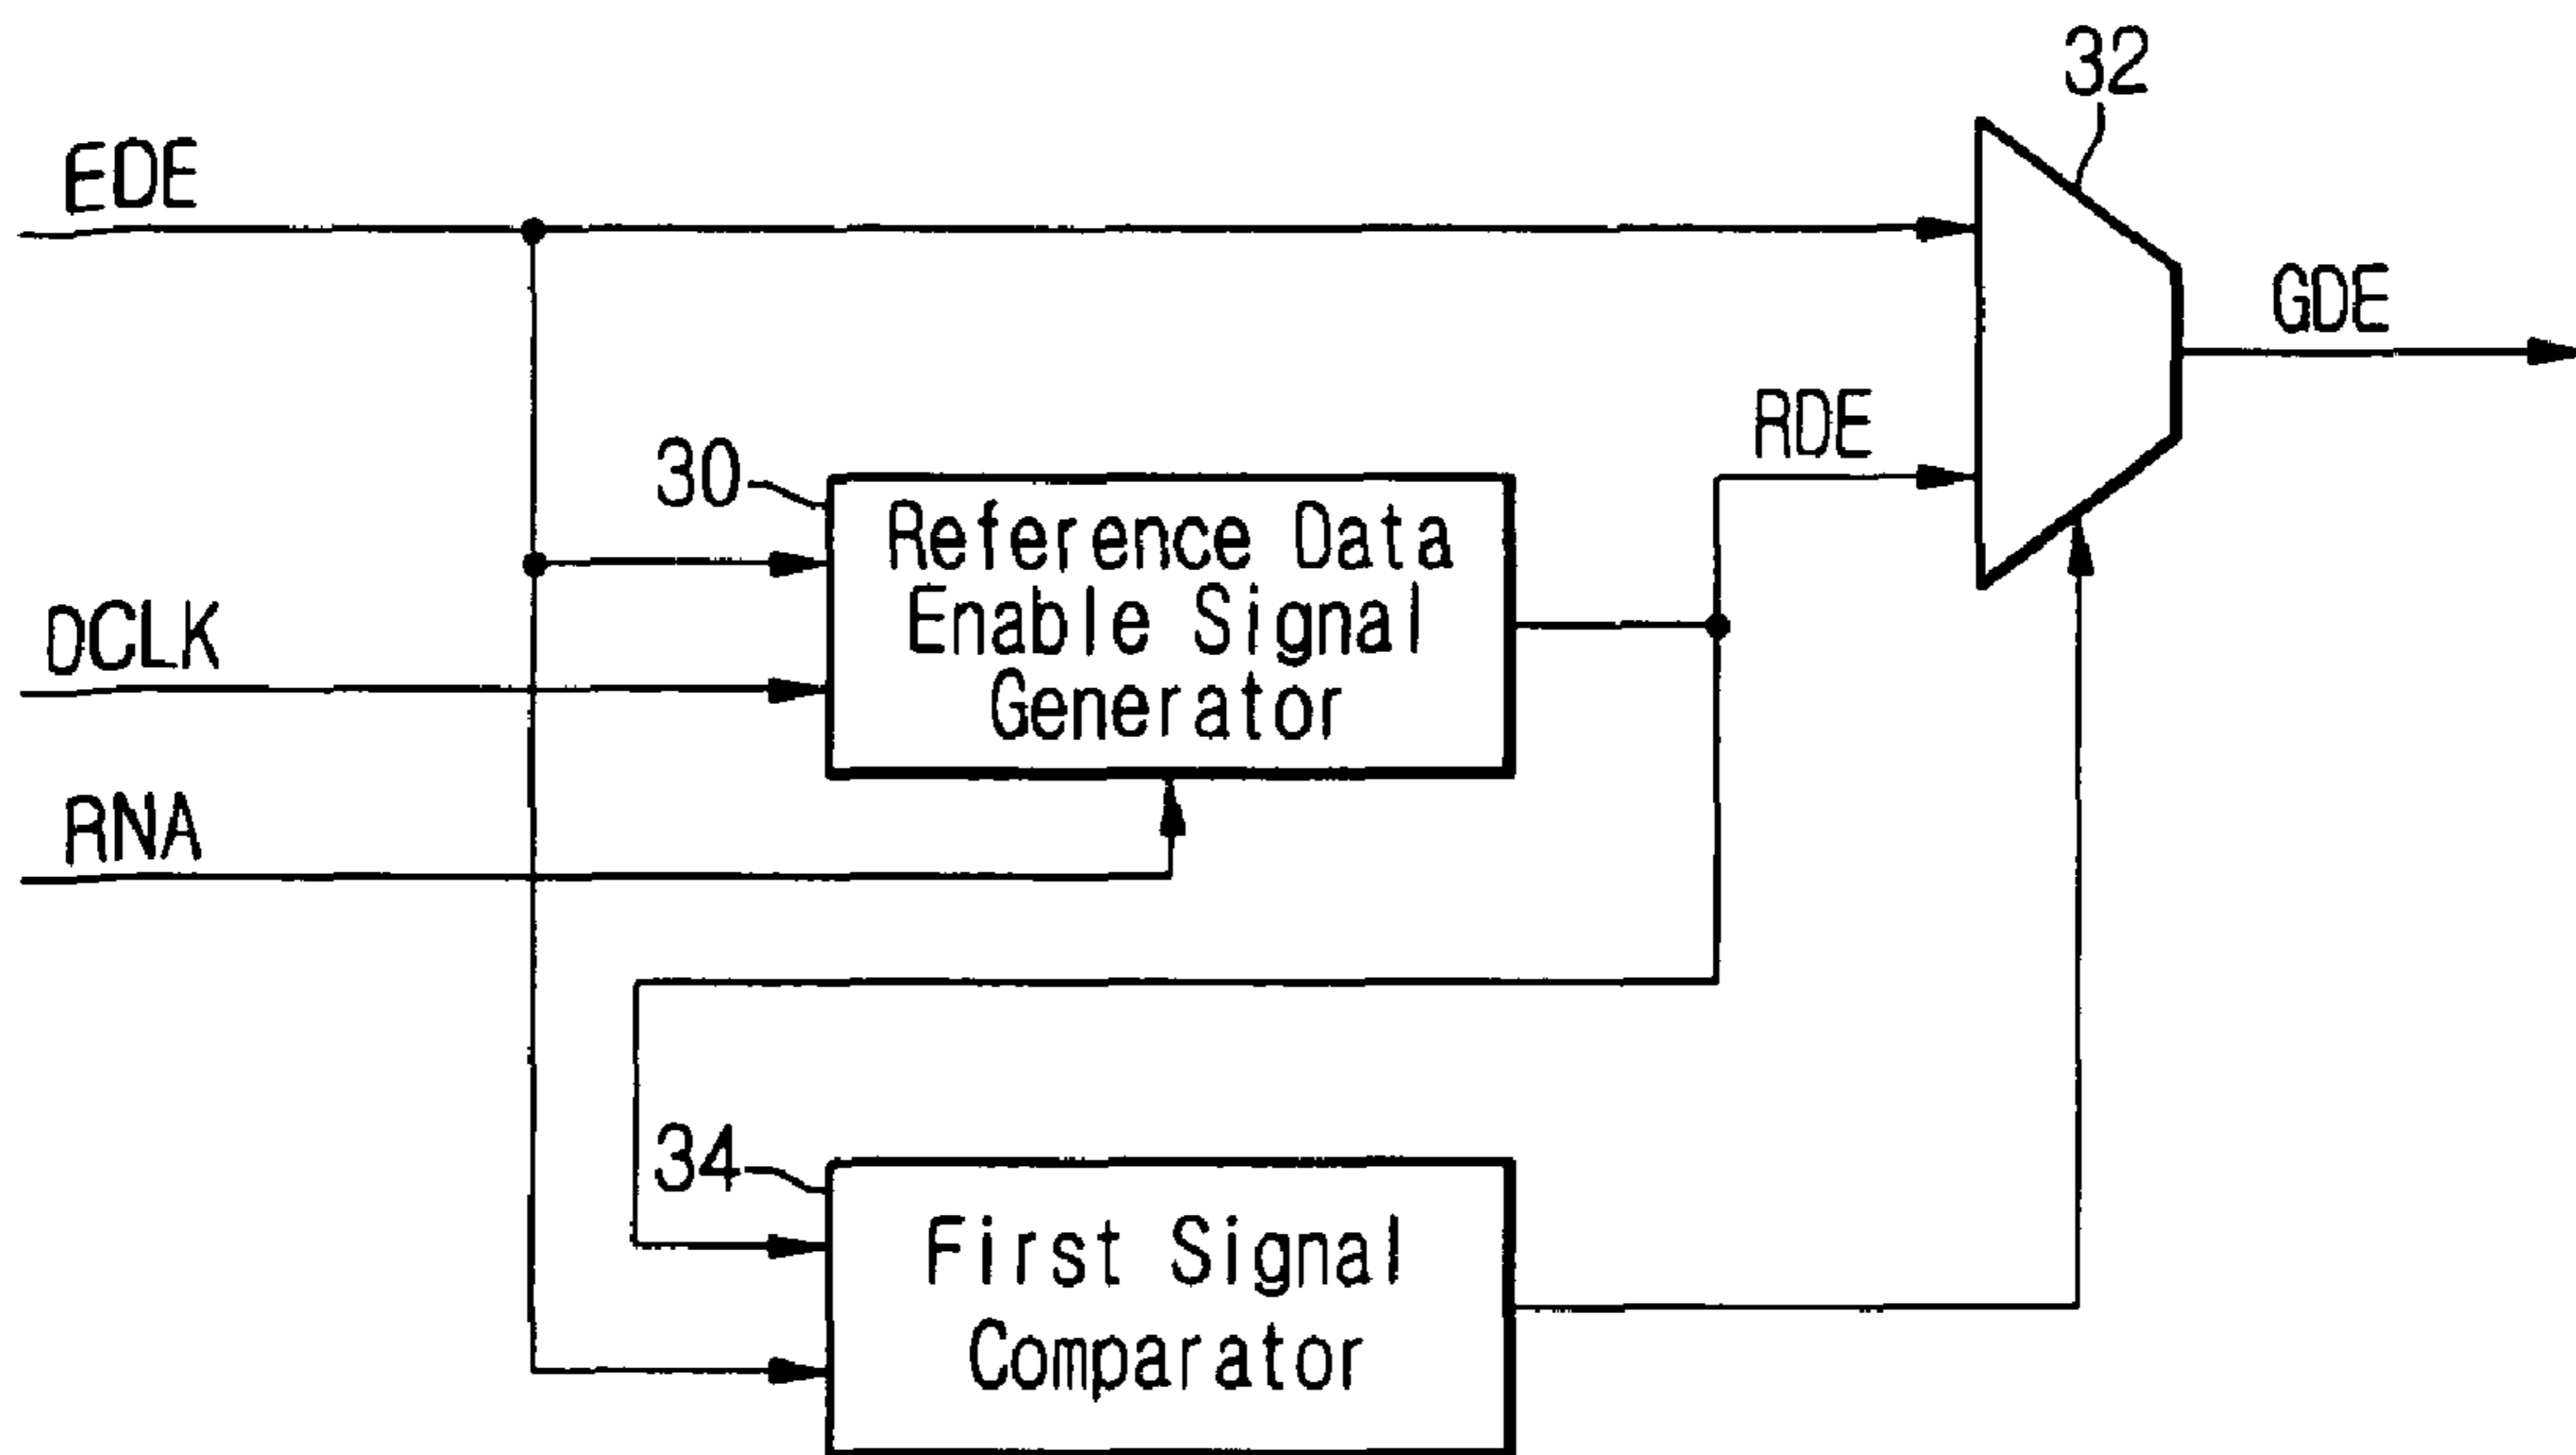 32
EDE
GDE
RDE
30
Reference Data
Enable Signal
Generator
DCLK
RNA
34
First Signal
Comparator